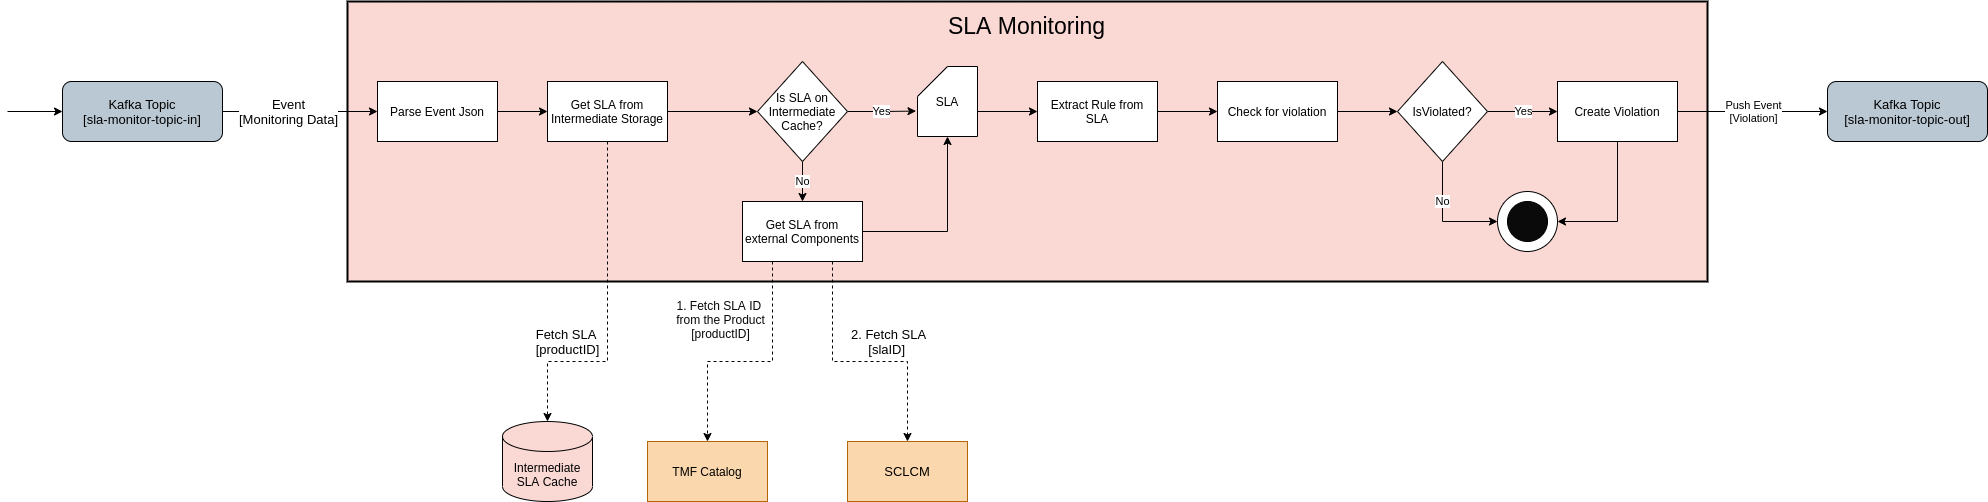 SLA Monitoring
Kafka Topic
[sla-monitor-topic-in]
Event
[Monitoring Data]
Parse Event Json
Get SLA from
Intermediate Storage
Is SLA on
Intermediate
Cache?
Yes
SLA
Extract Rule from
SLA
Check for violation
IsViolated?
Yes
Create Violation
Push Event
[Violation]
Kafka Topic
[sla-monitor-topic-out]
No
No
Get SLA from
external Components
Fetch SLA
[productID]
1. Fetch SLA ID
from the Product
[productID]
2. Fetch SLA
[slaID]
Intermediate
SLA Cache
TMF Catalog
SCLCM